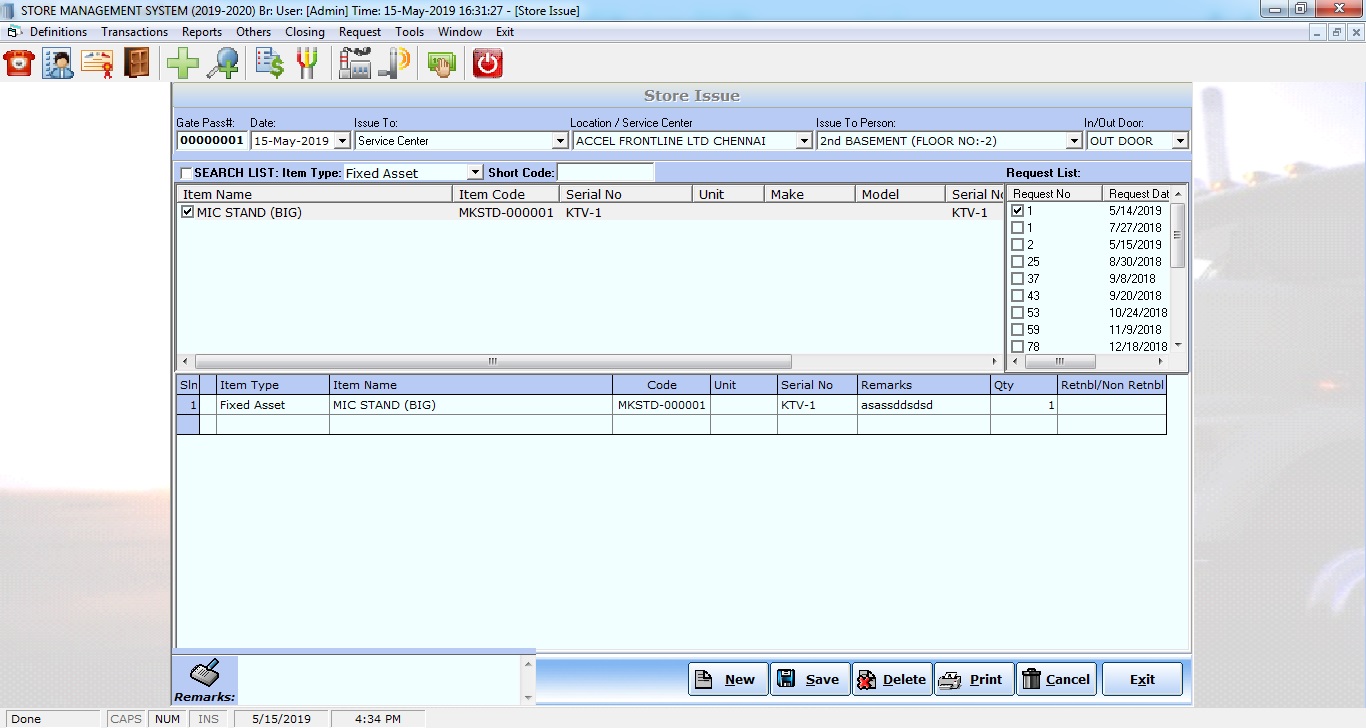 STORE MANAGEMENT SYSTEM (2019-2020) Br: User: [Admin] Time: 15-May-2019 16:31:27 - [Store Issue]
Definitions Transactions Reports Others Closing Request Tools Window Exit
Store Issue
Gate Pass#: Date: Issue To: Location / Service Center Issue To Person: In/Out Door:
00000001 15-May-2019 Service Center ACCEL FRONTLINE LTD CHENNAI 2nd BASEMENT (FLOOR NO:-2) OUT DOOR
SEARCH LIST: Item Type: Fixed Asset Short Code: Request List:
Item Name Item Code Serial No Unit Make Model Serial No Request No Request Dat
MIC STAND (BIG) MKSTD-000001 KTV-1 KTV-1 1 5/14/2019
1 7/27/2018
2 5/15/2019
25 8/30/2018
37 9/8/2018
43 9/20/2018
53 10/24/2018
59 11/9/2018
78 12/18/2018
Sln Item Type Item Name Code Unit Serial No Remarks Qty Retnbl/Non Retnbl
1 Fixed Asset MIC STAND (BIG) MKSTD-000001 KTV-1 asassddsdsd 1
Remarks:
New Save Delete Print Cancel Exit
Done CAPS NUM INS 5/15/2019 4:34 PM